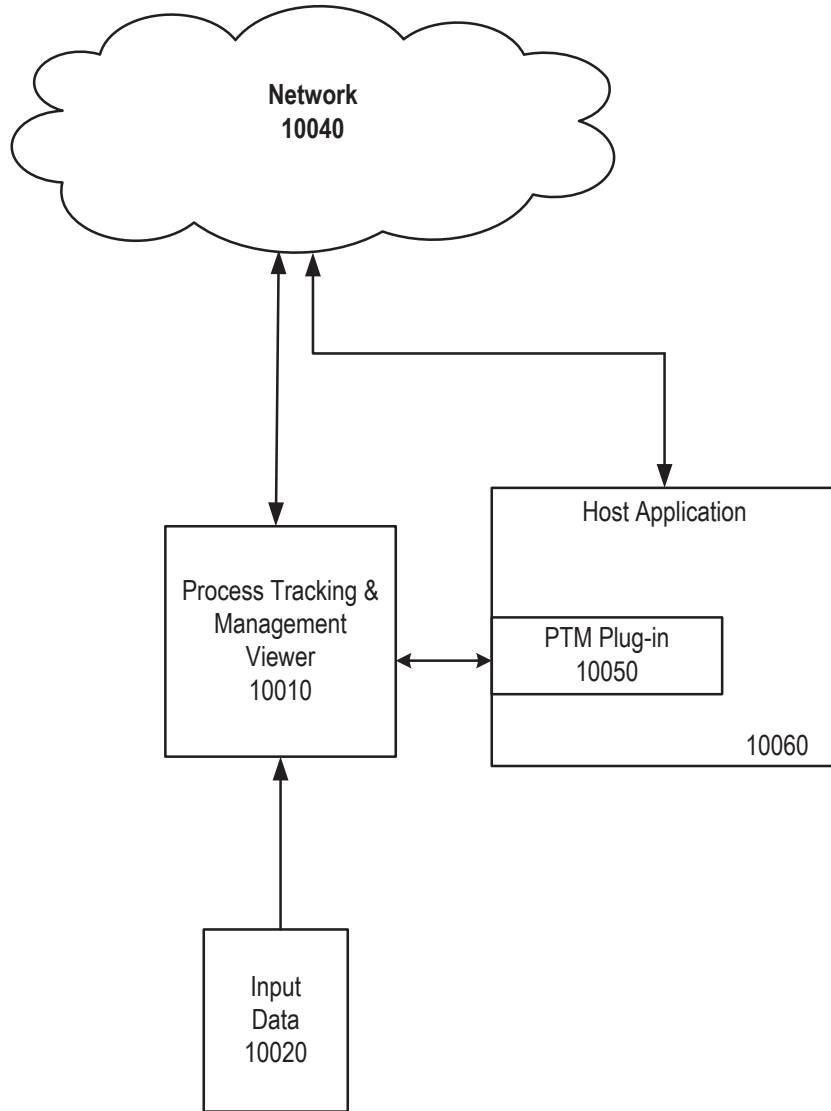 Network
10040
Host Application
Process Tracking &
Management
Viewer
10010
PTM Plug-in
10050
10060
Input
Data
10020